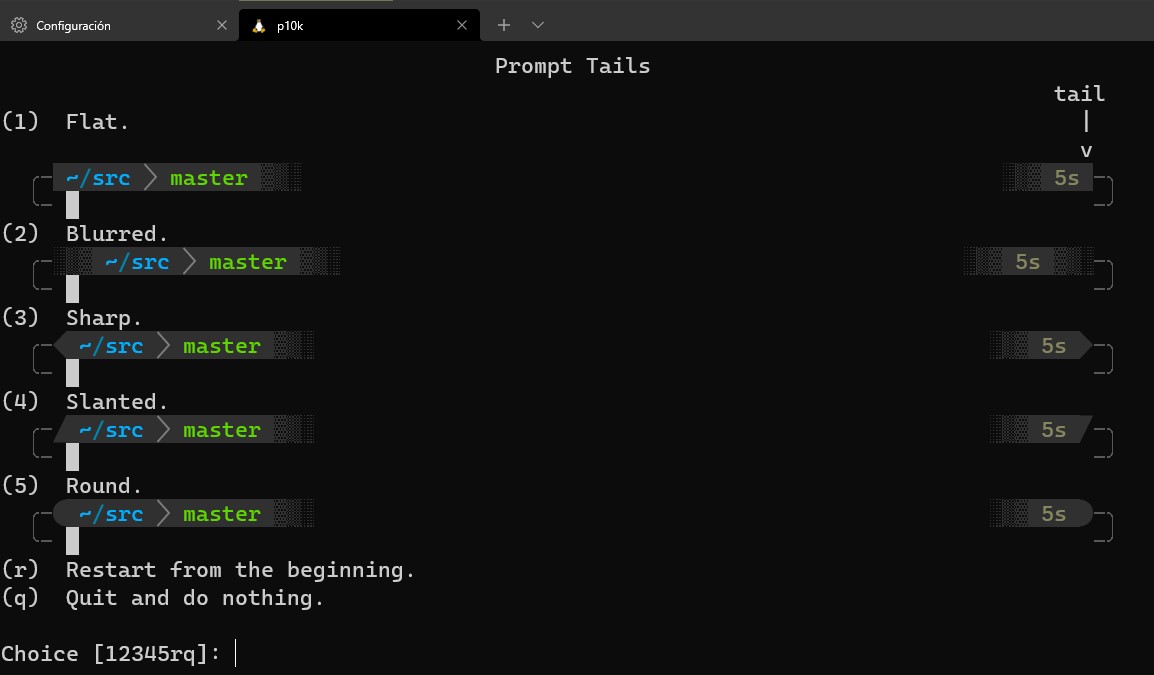 Configuración
p10k
Prompt Tails
tail
(1) Flat.
|
v
~/src master 5s
(2) Blurred.
~/src master 5s
(3) Sharp.
~/src master 5s
(4) Slanted.
~/src master 5s
(5) Round.
~/src master 5s
(r) Restart from the beginning.
(q) Quit and do nothing.
Choice [12345rq]: